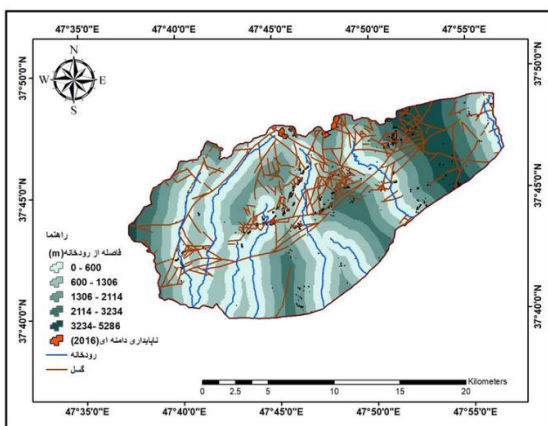 47°35'0"E 47°40'0"E 47°45'0"E 47°50'0"E 47°55'0"E
N
W E
S
37°50'0"N 37°50'0"N
37°45'0"N 37°45'0"N
37°40'0"N 37°40'0"N
راهنما
فاصله از رودخانه(m)
0 - 600
600 - 1306
1306 - 2114
2114 - 3234
3234- 5286
ناپایداری دامنه ای(2016)
رودخانه
گسل
Kilometers
0 2.5 5 10 15 20
47°35'0"E 47°40'0"E 47°45'0"E 47°50'0"E 47°55'0"E